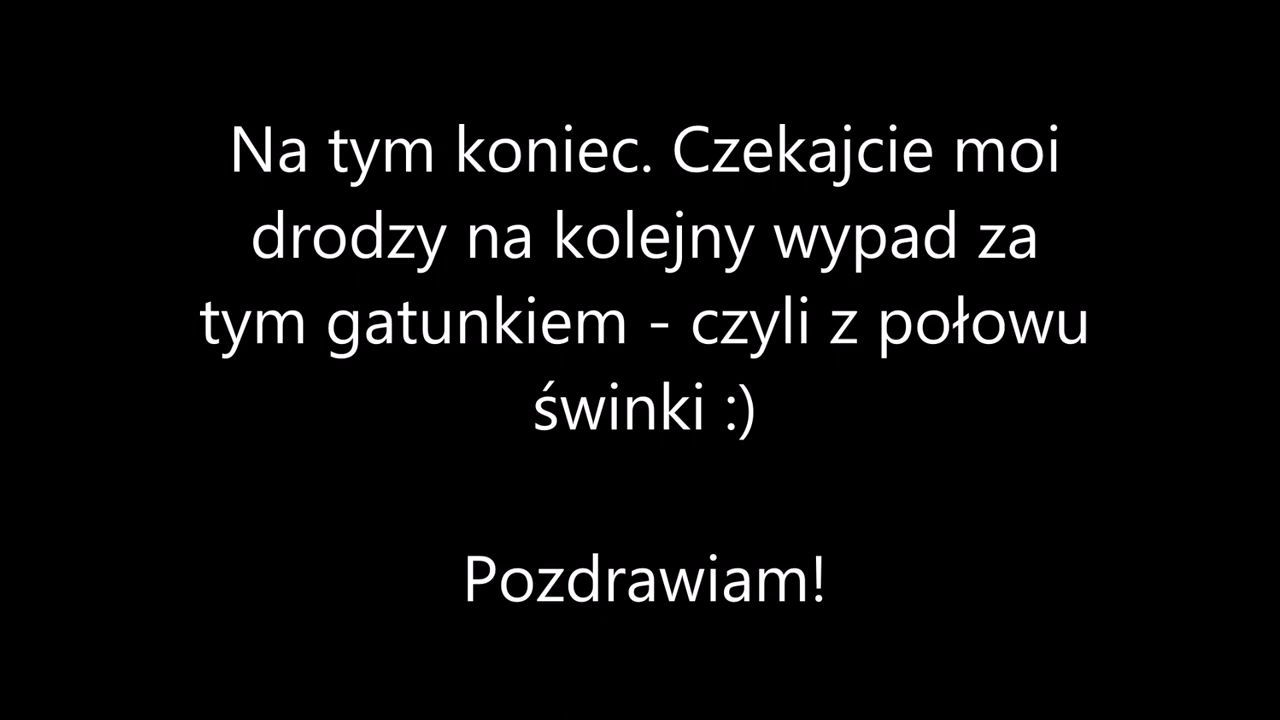 Na tym koniec. Czekajcie moi
drodzy na kolejny wypad za
tym gatunkiem - czyli z połowu
świnki :)
Pozdrawiam!